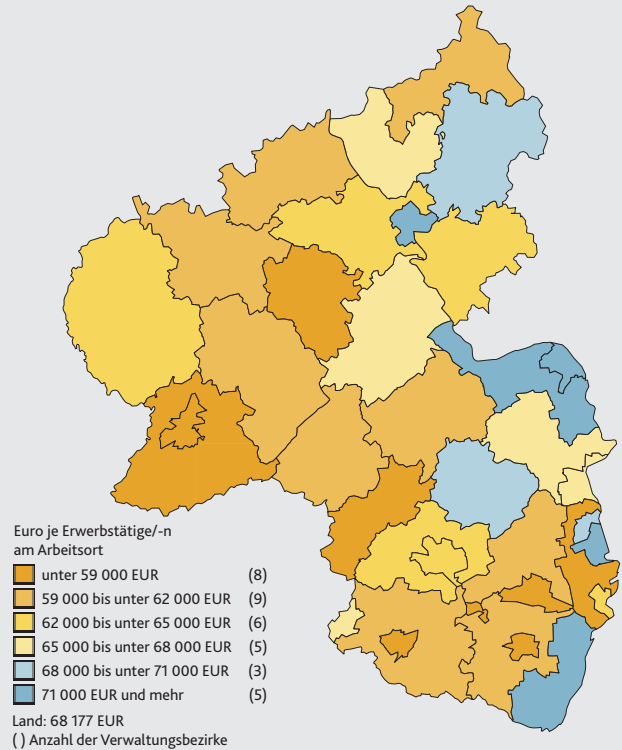 Euro je Erwerbstätige/-n
am Arbeitsort
unter 59 000 EUR (8)
59 000 bis unter 62 000 EUR (9)
62 000 bis unter 65 000 EUR (6)
65 000 bis unter 68 000 EUR (5)
68 000 bis unter 71 000 EUR (3)
71 000 EUR und mehr (5)
Land: 68 177 EUR
( ) Anzahl der Verwaltungsbezirke